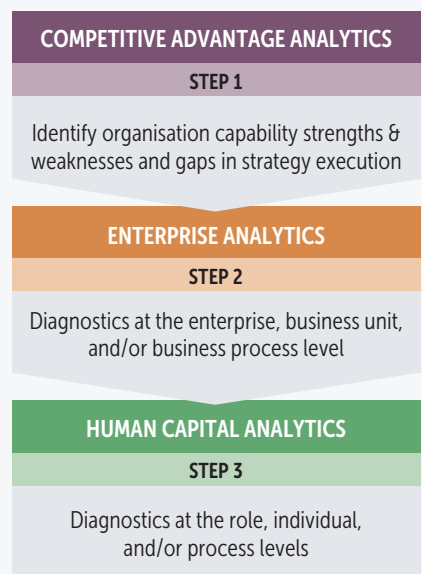 COMPETITIVE ADVANTAGE ANALYTICS
STEP 1
Identify organisation capability strengths &
weaknesses and gaps in strategy execution
ENTERPRISE ANALYTICS
STEP 2
Diagnostics at the enterprise, business unit,
and/or business process level
HUMAN CAPITAL ANALYTICS
STEP 3
Diagnostics at the role, individual,
and/or process levels